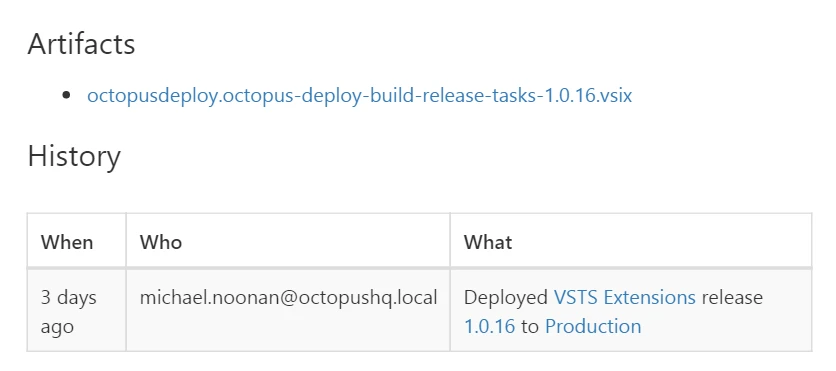 Artifacts
octopusdeploy.octopus-deploy-build-release-tasks-1.0.16.vsix
History
When Who What
3 days michael.noonan@octopushq.local Deployed VSTS Extensions release
ago 1.0.16 to Production